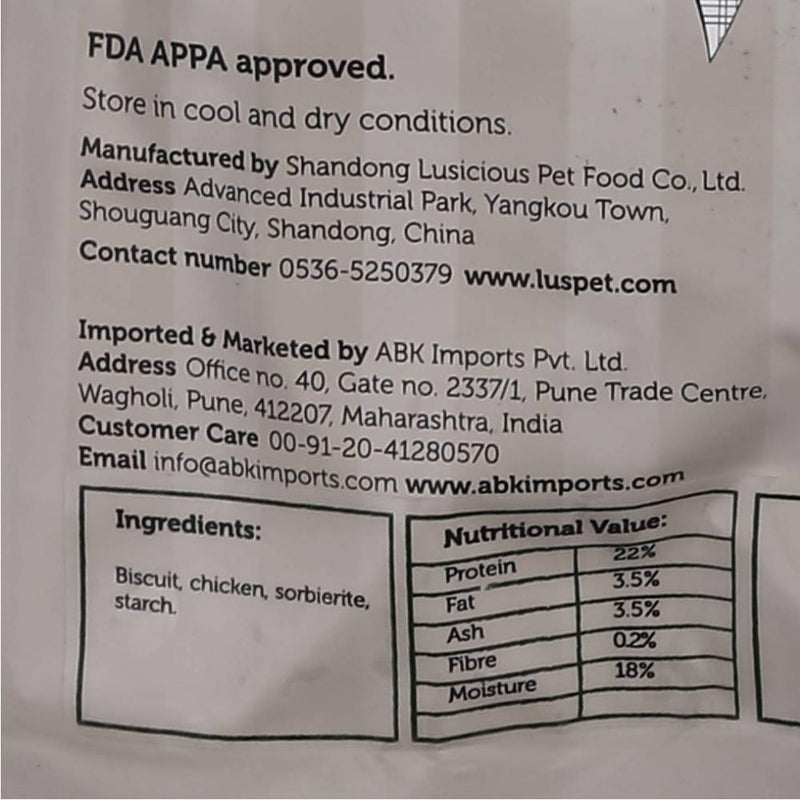 FDA APPA approved.
Store in cool and dry conditions.
Manufactured by Shandong Lusicious Pet Food Co., Ltd.
Address Advanced Industrial Park, Yangkou Town,
Shouguang City, Shandong, China
Contact number 0536-5250379 www.luspet.com
Imported & Marketed by ABK Imports Pvt. Ltd.
Address Office no. 40, Gate no. 2337/1, Pune Trade Centre,
Wagholi, Pune, 412207, Maharashtra, India
Customer Care 00-91-20-41280570
Email info@abkimports.com www.abkimports.com
Ingredients:
Biscuit, chicken, sorbierite,
starch.
Nutritional Value:
Protein 22%
Fat 3.5%
Ash 3.5%
Fibre 0.2%
Moisture 18%